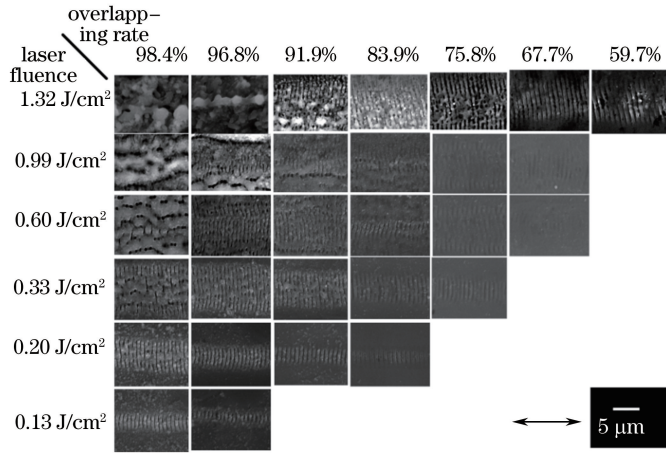 overlapp–
ing rate
laser
fluence
98.4% 96.8% 91.9% 83.9% 75.8% 67.7% 59.7%
1.32 J/cm²
0.99 J/cm²
0.60 J/cm²
0.33 J/cm²
0.20 J/cm²
0.13 J/cm²
5 μm